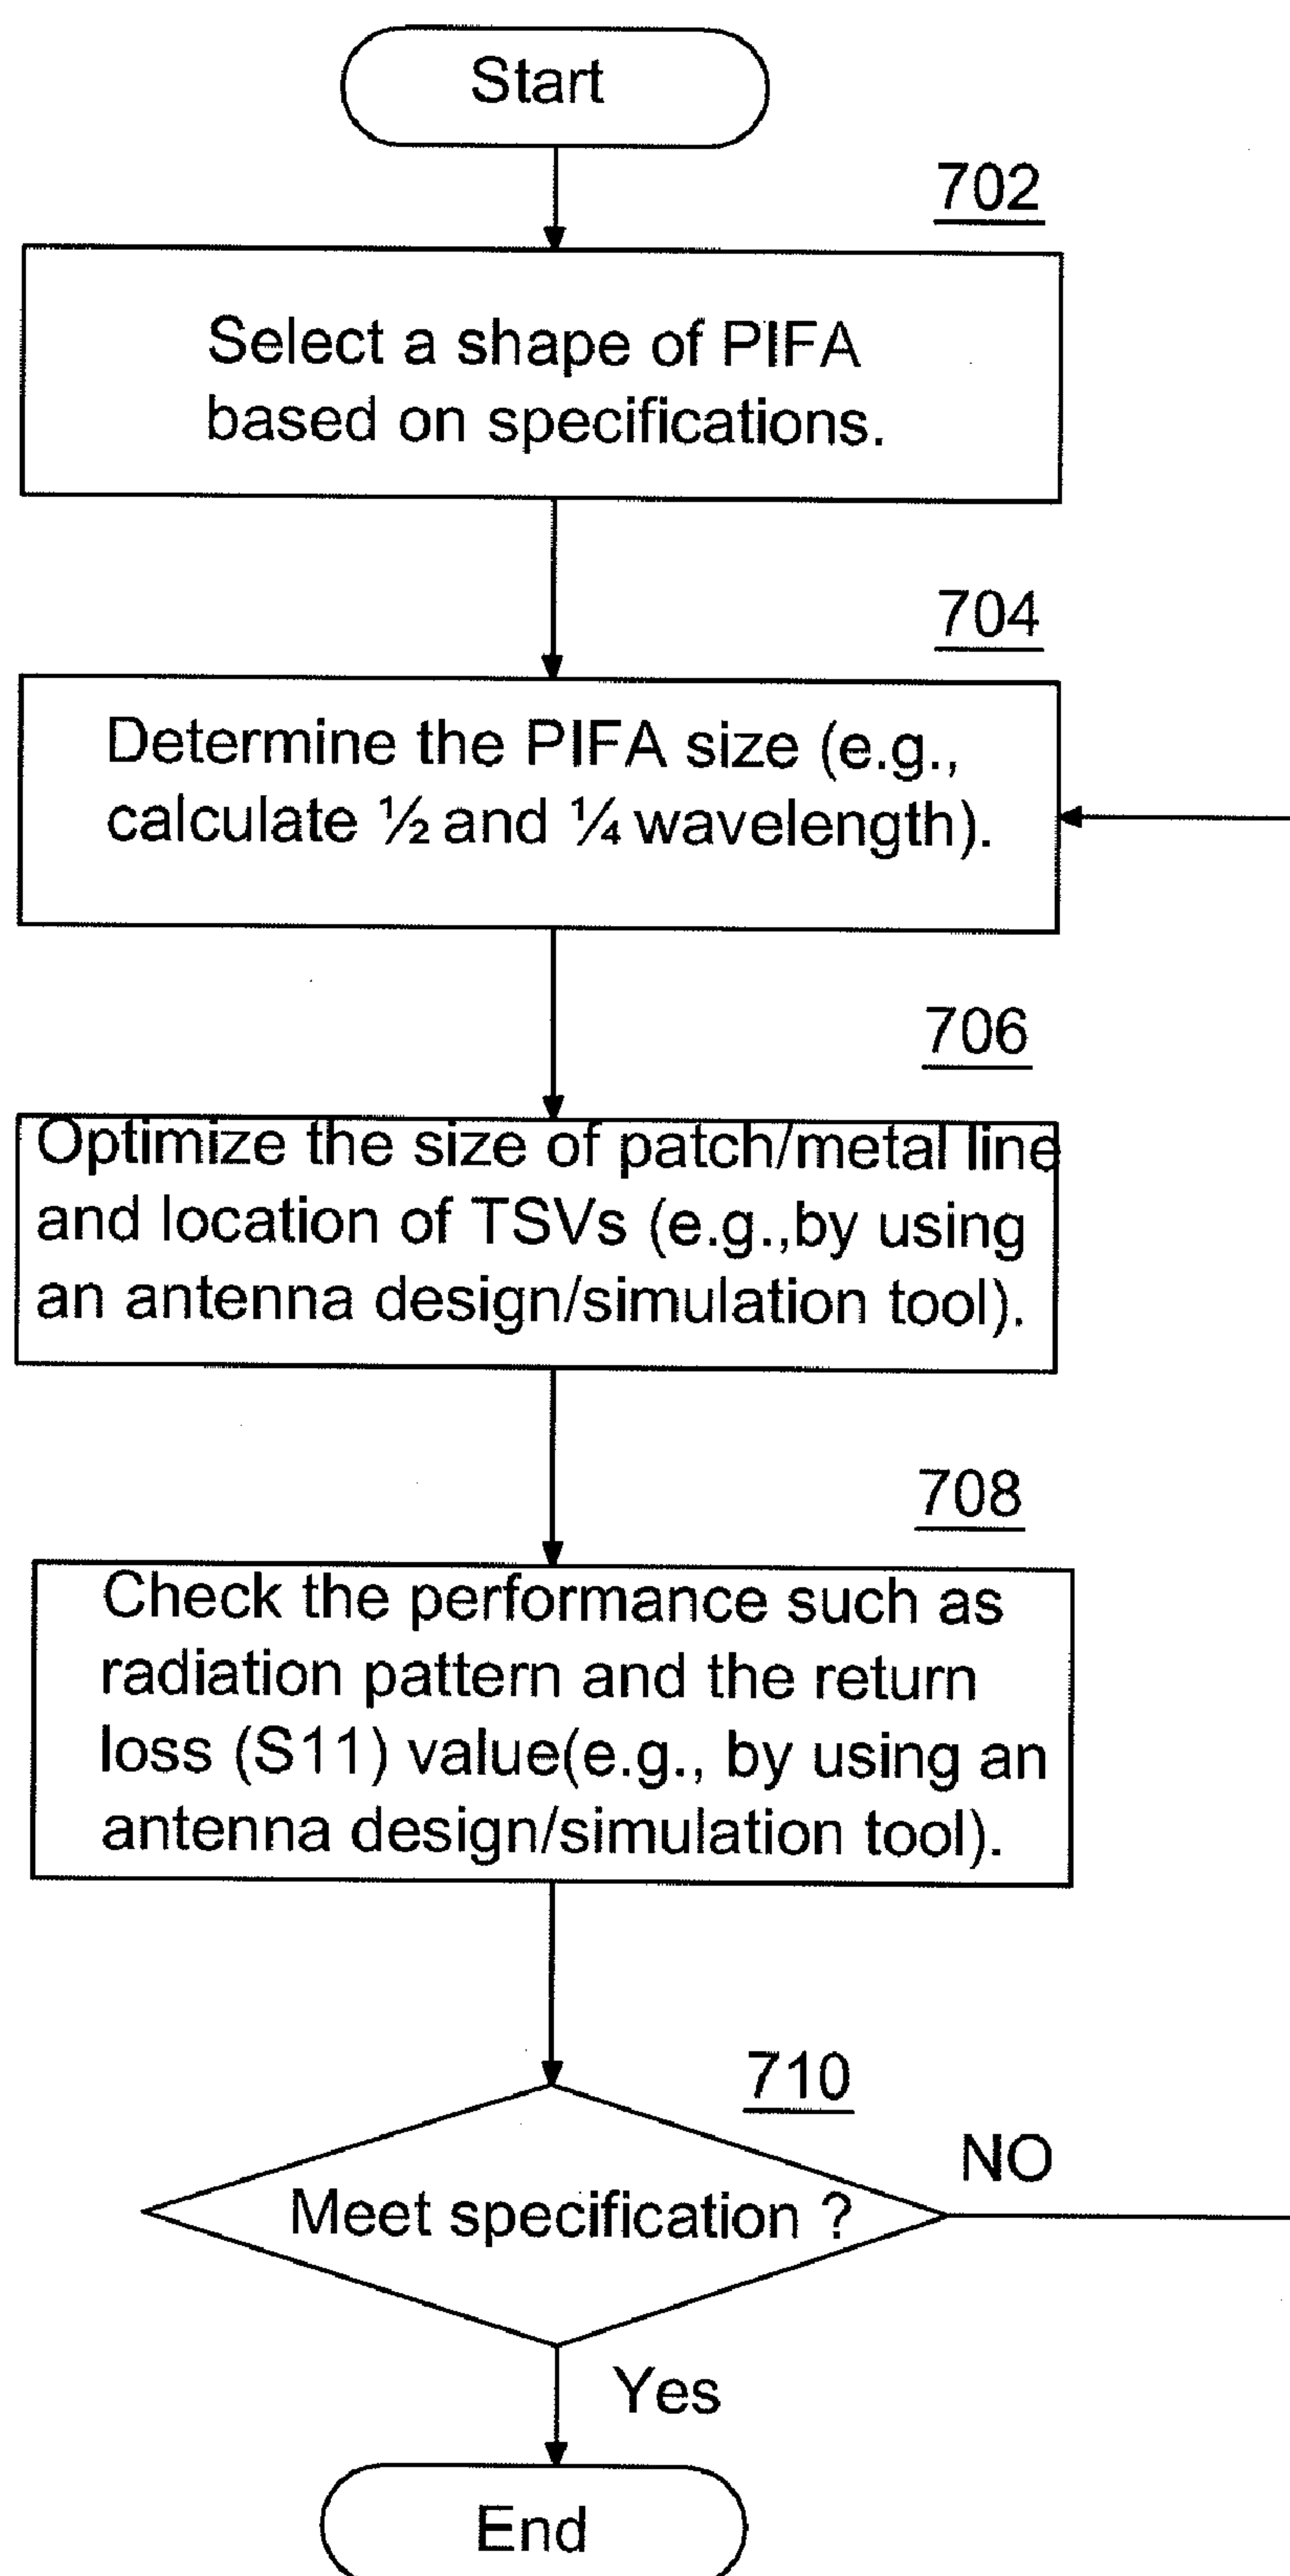 Start
702
Select a shape of PIFA
based on specifications.
704
Determine the PIFA size (e.g.,
calculate ½ and ¼ wavelength).
706
Optimize the size of patch/metal line
and location of TSVs (e.g.,by using
an antenna design/simulation tool).
708
Check the performance such as
radiation pattern and the return
loss (S11) value(e.g., by using an
antenna design/simulation tool).
710
NO
Meet specification ?
Yes
End